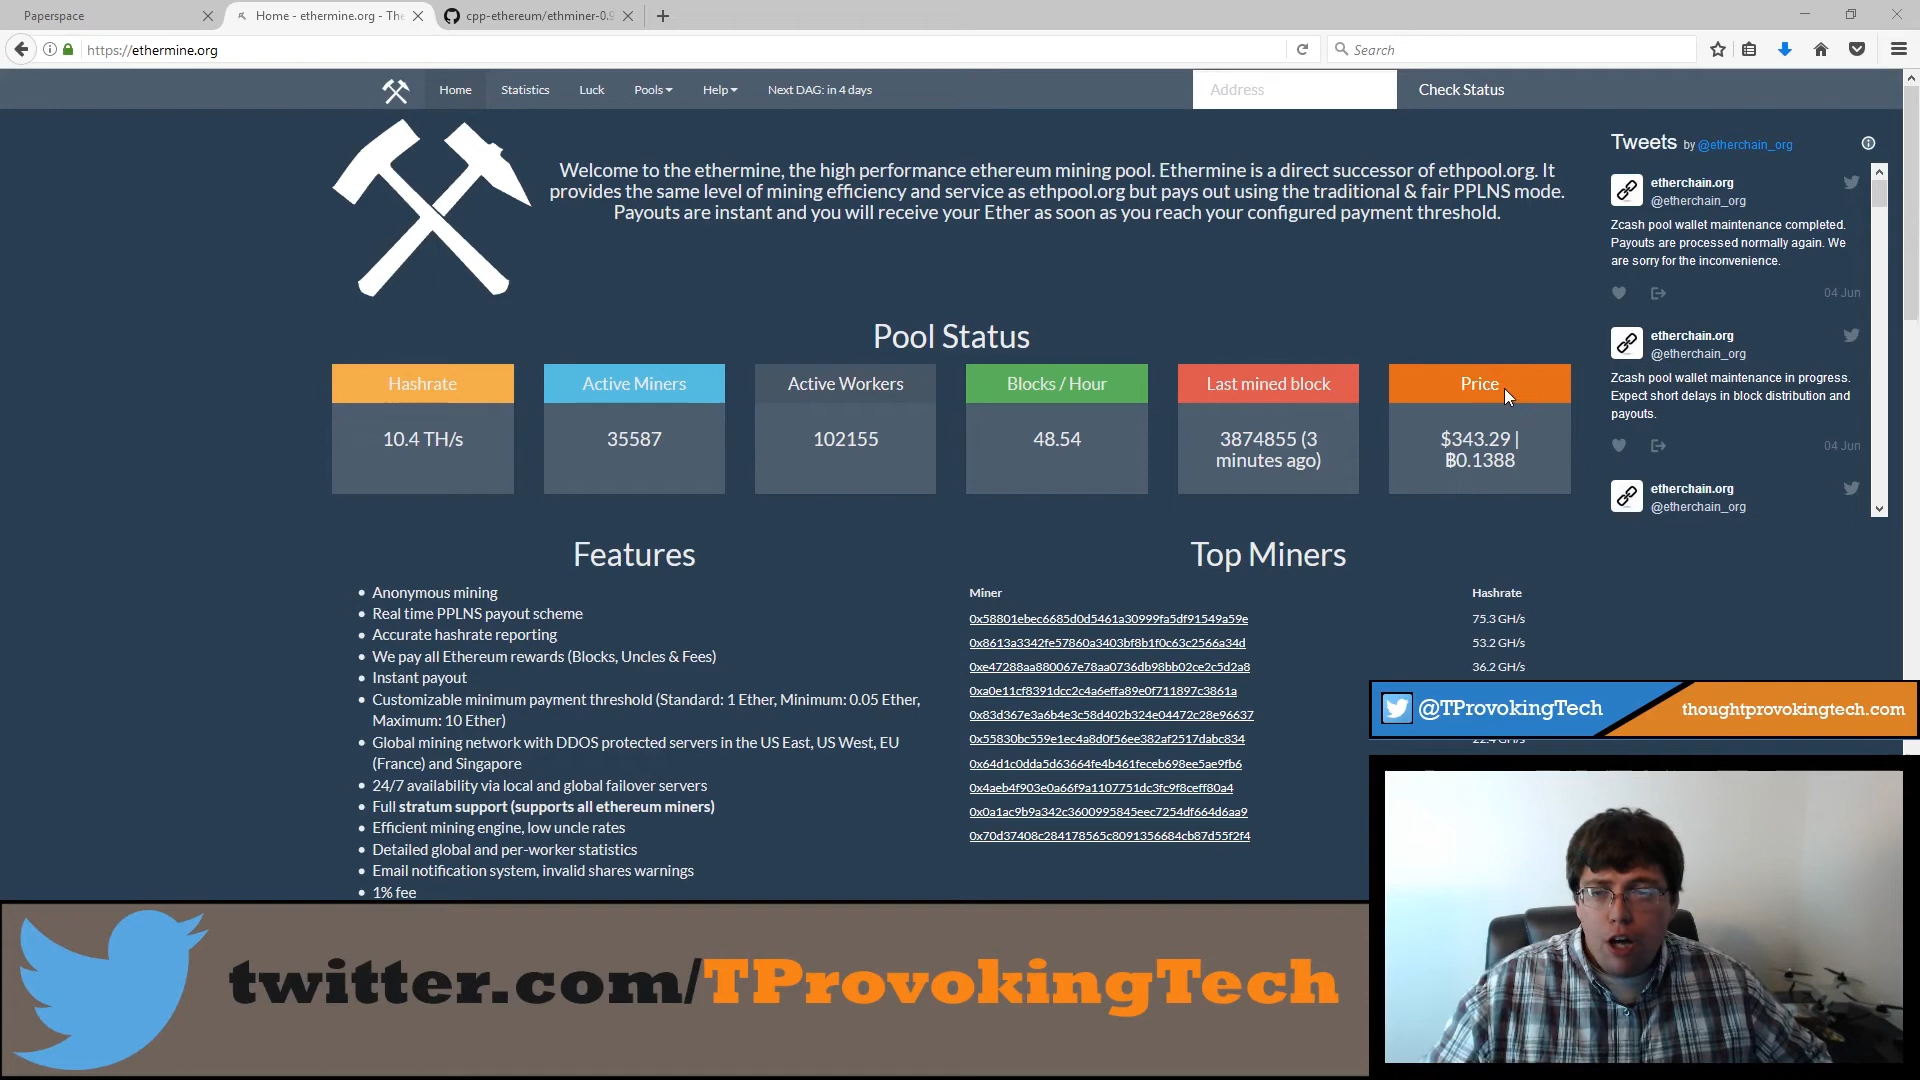 Paperspace
Home - ethermine.org - The
cpp-ethereum/ethminer-0.9
https://ethermine.org
Search
Home
Statistics
Luck
Pools
Help
Next DAG: in 4 days
Address
Check Status
Welcome to the ethermine, the high performance ethereum mining pool. Ethermine is a direct successor of ethpool.org. It
provides the same level of mining efficiency and service as ethpool.org but pays out using the traditional & fair PPLNS mode.
Payouts are instant and you will receive your Ether as soon as you reach your configured payment threshold.
Tweets by @etherchain_org
etherchain.org
@etherchain_org
Zcash pool wallet maintenance completed.
Payouts are processed normally again. We
are sorry for the inconvenience.
04 Jun
etherchain.org
@etherchain_org
Zcash pool wallet maintenance in progress.
Expect short delays in block distribution and
payouts.
04 Jun
etherchain.org
@etherchain_org
Pool Status
Hashrate
10.4 TH/s
Active Miners
35587
Active Workers
102155
Blocks / Hour
48.54
Last mined block
3874855 (3
minutes ago)
Price
$343.29 |
฿0.1388
Features
• Anonymous mining
• Real time PPLNS payout scheme
• Accurate hashrate reporting
• We pay all Ethereum rewards (Blocks, Uncles & Fees)
• Instant payout
• Customizable minimum payment threshold (Standard: 1 Ether, Minimum: 0.05 Ether,
Maximum: 10 Ether)
• Global mining network with DDOS protected servers in the US East, US West, EU
(France) and Singapore
• 24/7 availability via local and global failover servers
• Full stratum support (supports all ethereum miners)
• Efficient mining engine, low uncle rates
• Detailed global and per-worker statistics
• Email notification system, invalid shares warnings
• 1% fee
Top Miners
Miner Hashrate
0x58801ebec6685d0d5461a30999fa5df91549a59e 75.3 GH/s
0x8613a3342fe57860a3403bf8b1f0c63c2566a34d 53.2 GH/s
0xe47288aa880067e78aa0736db98bb02ce2c5d2a8 36.2 GH/s
0xa0e11cf8391dcc2c4a6effa89e0f711897c3861a
0x83d367e3a6b4e3c58d402b324e04472c28e96637
0x55830bc559e1ec4a8d0f56ee382af2517dabc834
0x64d1c0dda5d63664fe4b461feceb698ee5ae9fb6
0x4aeb4f903e0a66f9a1107751dc3fc9f8ceff80a4
0x0a1ac9b9a342c3600995845eec7254df664d6aa9
0x70d37408c284178565c8091356684cb87d55f2f4
@TProvokingTech
thoughtprovokingtech.com
twitter.com/TProvokingTech